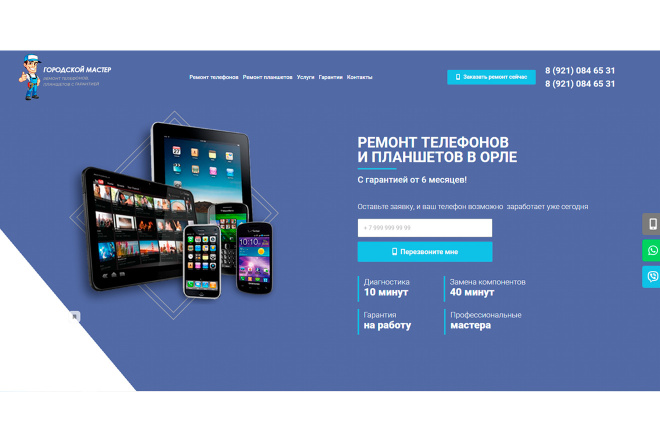 ГОРОДСКОЙ МАСТЕР
РЕМОНТ ТЕЛЕФОНОВ,
ПЛАНШЕТОВ С ГАРАНТИЕЙ
Ремонт телефонов Ремонт планшетов Услуги Гарантия Контакты
Заказать ремонт сейчас
8 (921) 084 65 31
8 (921) 084 65 31
РЕМОНТ ТЕЛЕФОНОВ
И ПЛАНШЕТОВ В ОРЛЕ
С гарантией от 6 месяцев!
Оставьте заявку, и ваш телефон возможно заработает уже сегодня
+ 7 999 999 99 99
Перезвоните мне
Диагностика
10 минут
Замена компонентов
40 минут
Гарантия
на работу
Профессиональные
мастера